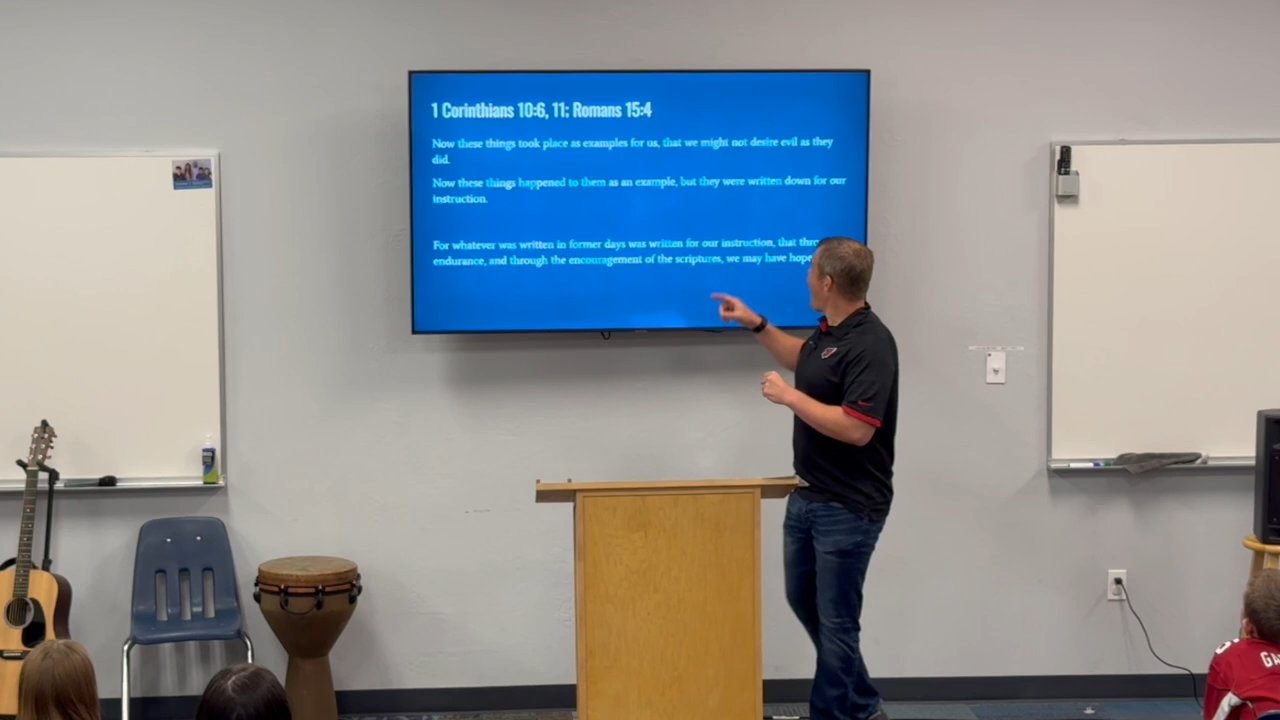 1 Corinthians 10:6, 11; Romans 15:4
Now these things took place as examples for us, that we might not desire evil as they
did.
Now these things happened to them as an example, but they were written down for our
instruction.
For whatever was written in former days was written for our instruction, that
endurance, and through the encouragement of the scriptures, we may have hope